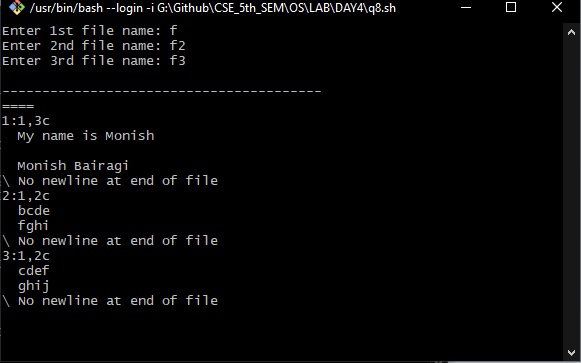 /usr/bin/bash --login -i G:\Github\CSE_5th_SEM\OS\LAB\DAY4\q8.sh
Enter 1st file name: f
Enter 2nd file name: f2
Enter 3rd file name: f3
----------------------------------------
====
1:1,3c
  My name is Monish
  Monish Bairagi
\ No newline at end of file
2:1,2c
  bcde
  fghi
\ No newline at end of file
3:1,2c
  cdef
  ghij
\ No newline at end of file